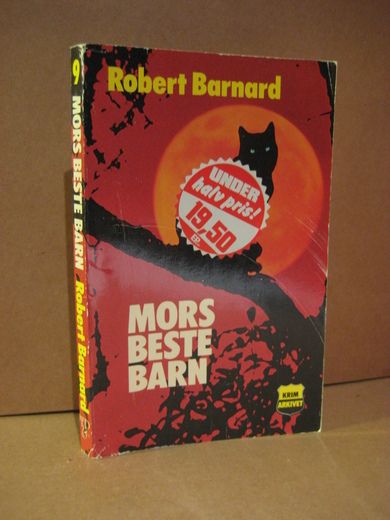 Robert Barnard
UNDER
halv pris!
19,50
MORS
BESTE
BARN
KRIM
ARKIVET
9 MORS BESTE BARN Robert Barnard